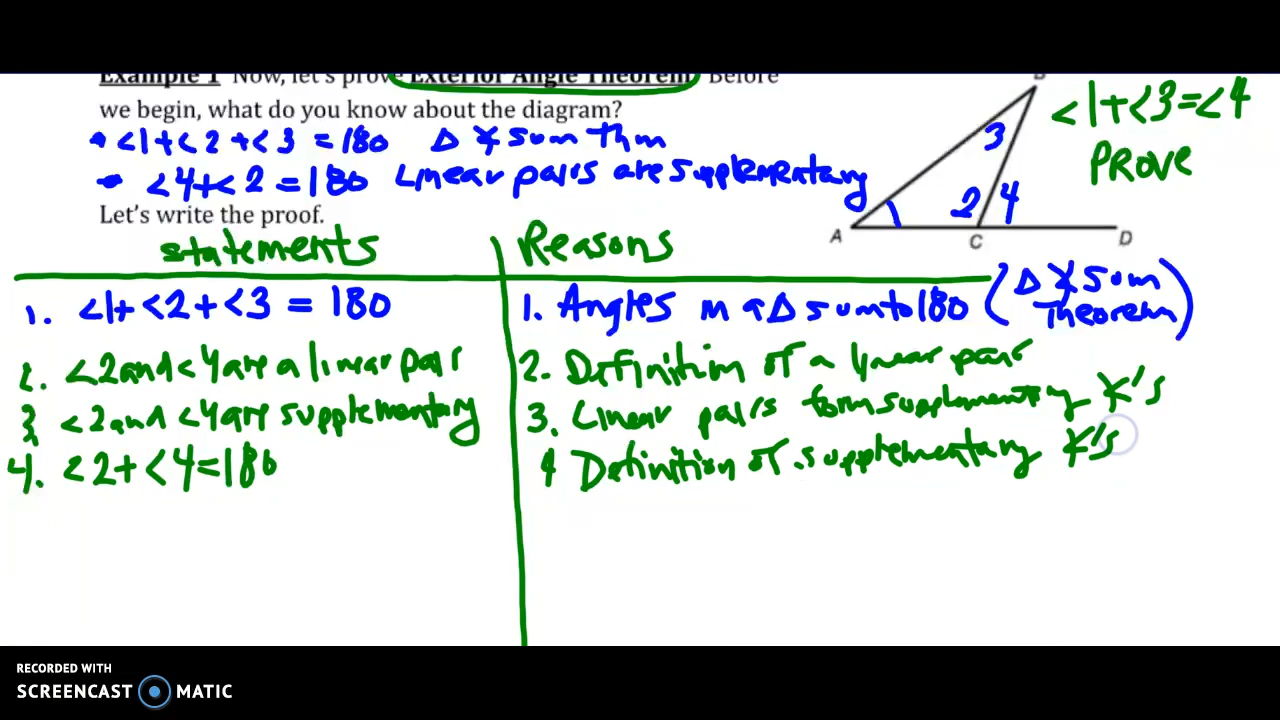 Example 1 Now, let's prove Exterior Angle Theorem. Before
we begin, what do you know about the diagram?
<1+<2+<3=180 Δ ∡ Sum Thm
<4+<2=180 Linear pairs are supplementary
Let's write the proof.
<1+<3=<4
PROVE
B
3
2 4
A C D
statements Reasons
1. <1+<2+<3=180
1. Angles in a Δ sum to 180 (Δ ∡ Sum
Theorem)
2. <2 and <4 are a linear pair
2. Definition of a linear pair
3. <2 and <4 are supplementary
3. Linear pairs form supplementary ∡'s
4. <2+<4=180
4 Definition of supplementary ∡'s
RECORDED WITH
SCREENCAST MATIC